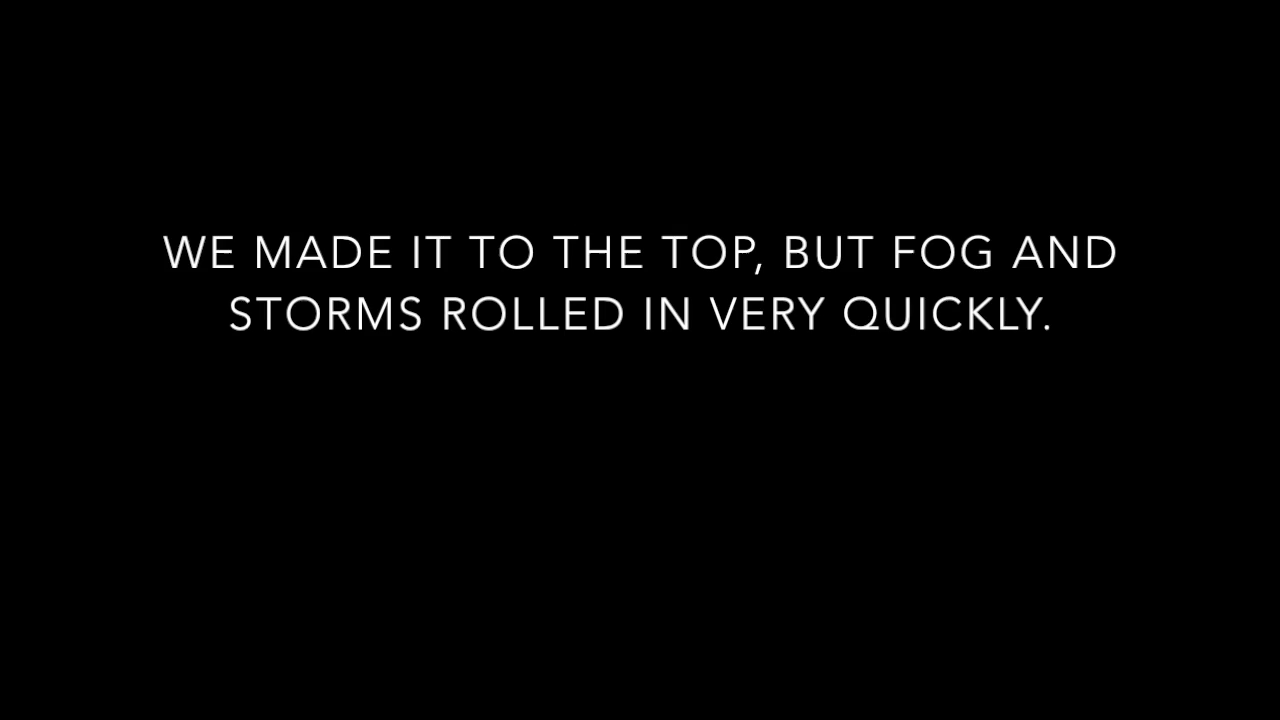 WE MADE IT TO THE TOP, BUT FOG AND
STORMS ROLLED IN VERY QUICKLY.